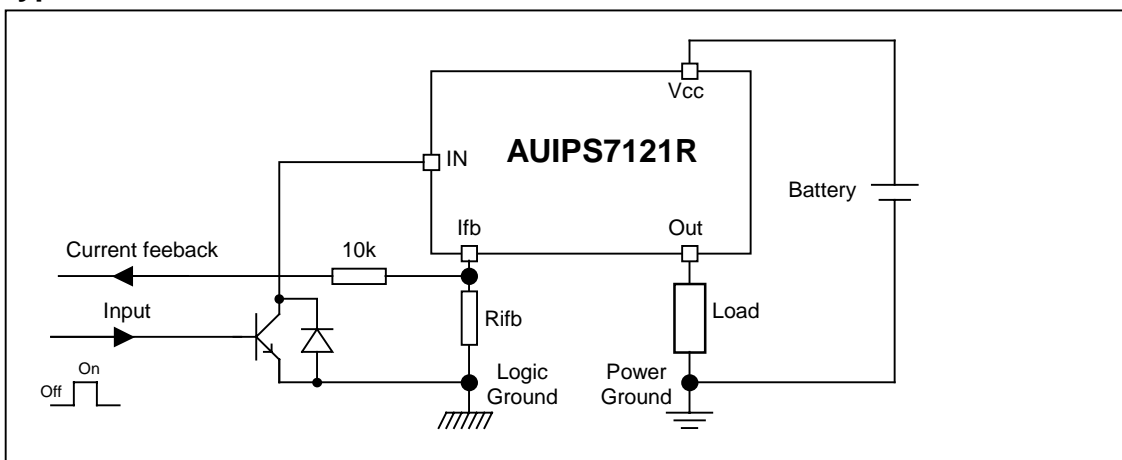 Vcc
AUIPS7121R
IN
Battery
Ifb
Out
Current feeback
10k
Input
Rifb
Load
On
Off
Logic
Ground
Power
Ground